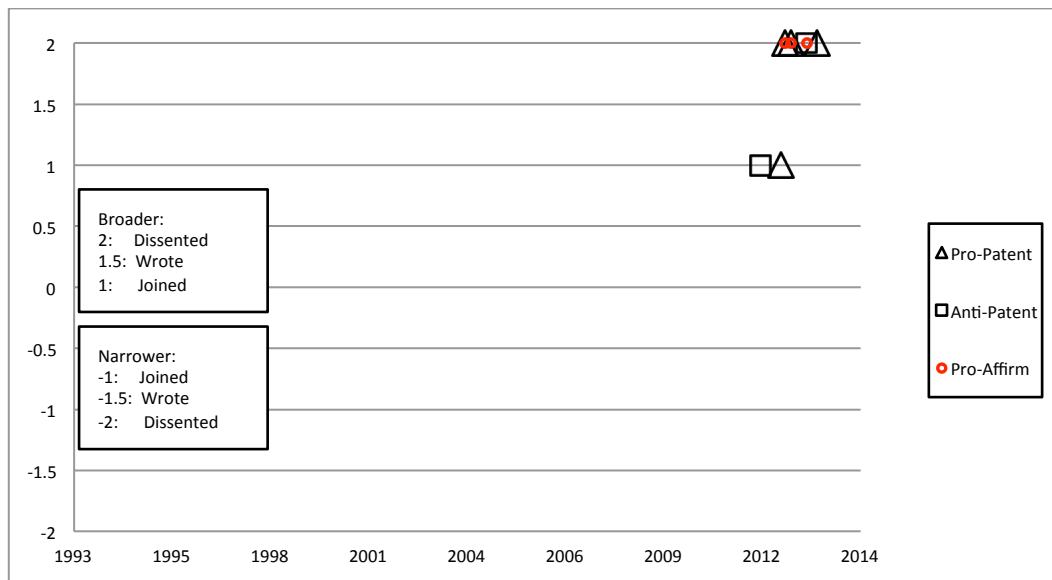 2
1.5
1
0.5
0
-0.5
-1
-1.5
-2
Broader:
2: Dissented
1.5: Wrote
1: Joined
Narrower:
-1: Joined
-1.5: Wrote
-2: Dissented
1993 1995 1998 2001 2004 2006 2009 2012 2014
Pro-Patent
Anti-Patent
Pro-Affirm